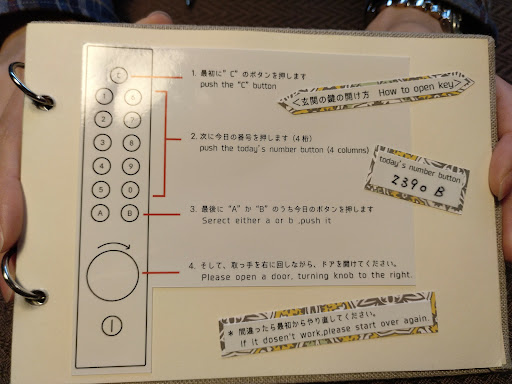 C
1 6
2 7
3 8
4 9
5 0
A B
1. 最初に"C"のボタンを押します
push the "C" button
2. 次に今日の番号を押します (4 桁)
push the today's number button (4 columns)
3. 最後に"A"か"B"のうち今日のボタンを押します
Serect either a or b ,push it
4. そして、取っ手を右に回しながら、ドアを開けてください。
Please open a door, turning knob to the right.
<玄関の鍵の開け方 How to open key>
today's number button
2390 B
* 間違ったら最初からやり直してください。
if it dosen't work,please start over again.